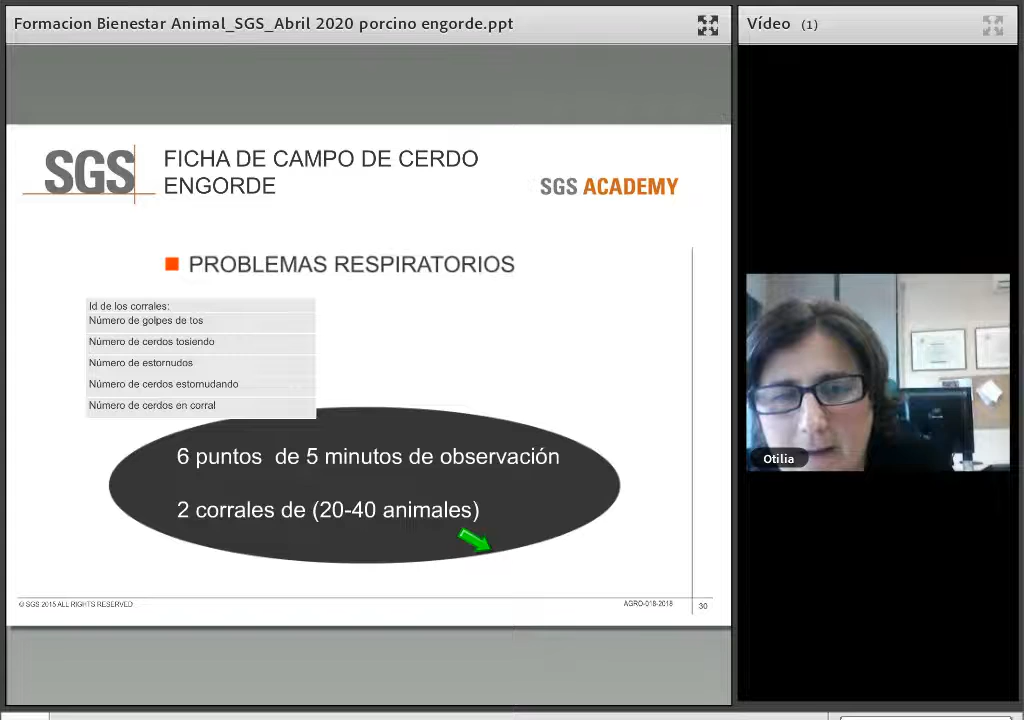 Formacion Bienestar Animal_SGS_Abril 2020 porcino engorde.ppt
Vídeo (1)
SGS
FICHA DE CAMPO DE CERDO
ENGORDE
SGS ACADEMY
PROBLEMAS RESPIRATORIOS
Id de los corrales:
Número de golpes de tos
Número de cerdos tosiendo
Número de estornudos
Número de cerdos estornudando
Número de cerdos en corral
6 puntos de 5 minutos de observación
2 corrales de (20-40 animales)
Otilia
© SGS 2015 ALL RIGHTS RESERVED
AGRO-018-2018
30